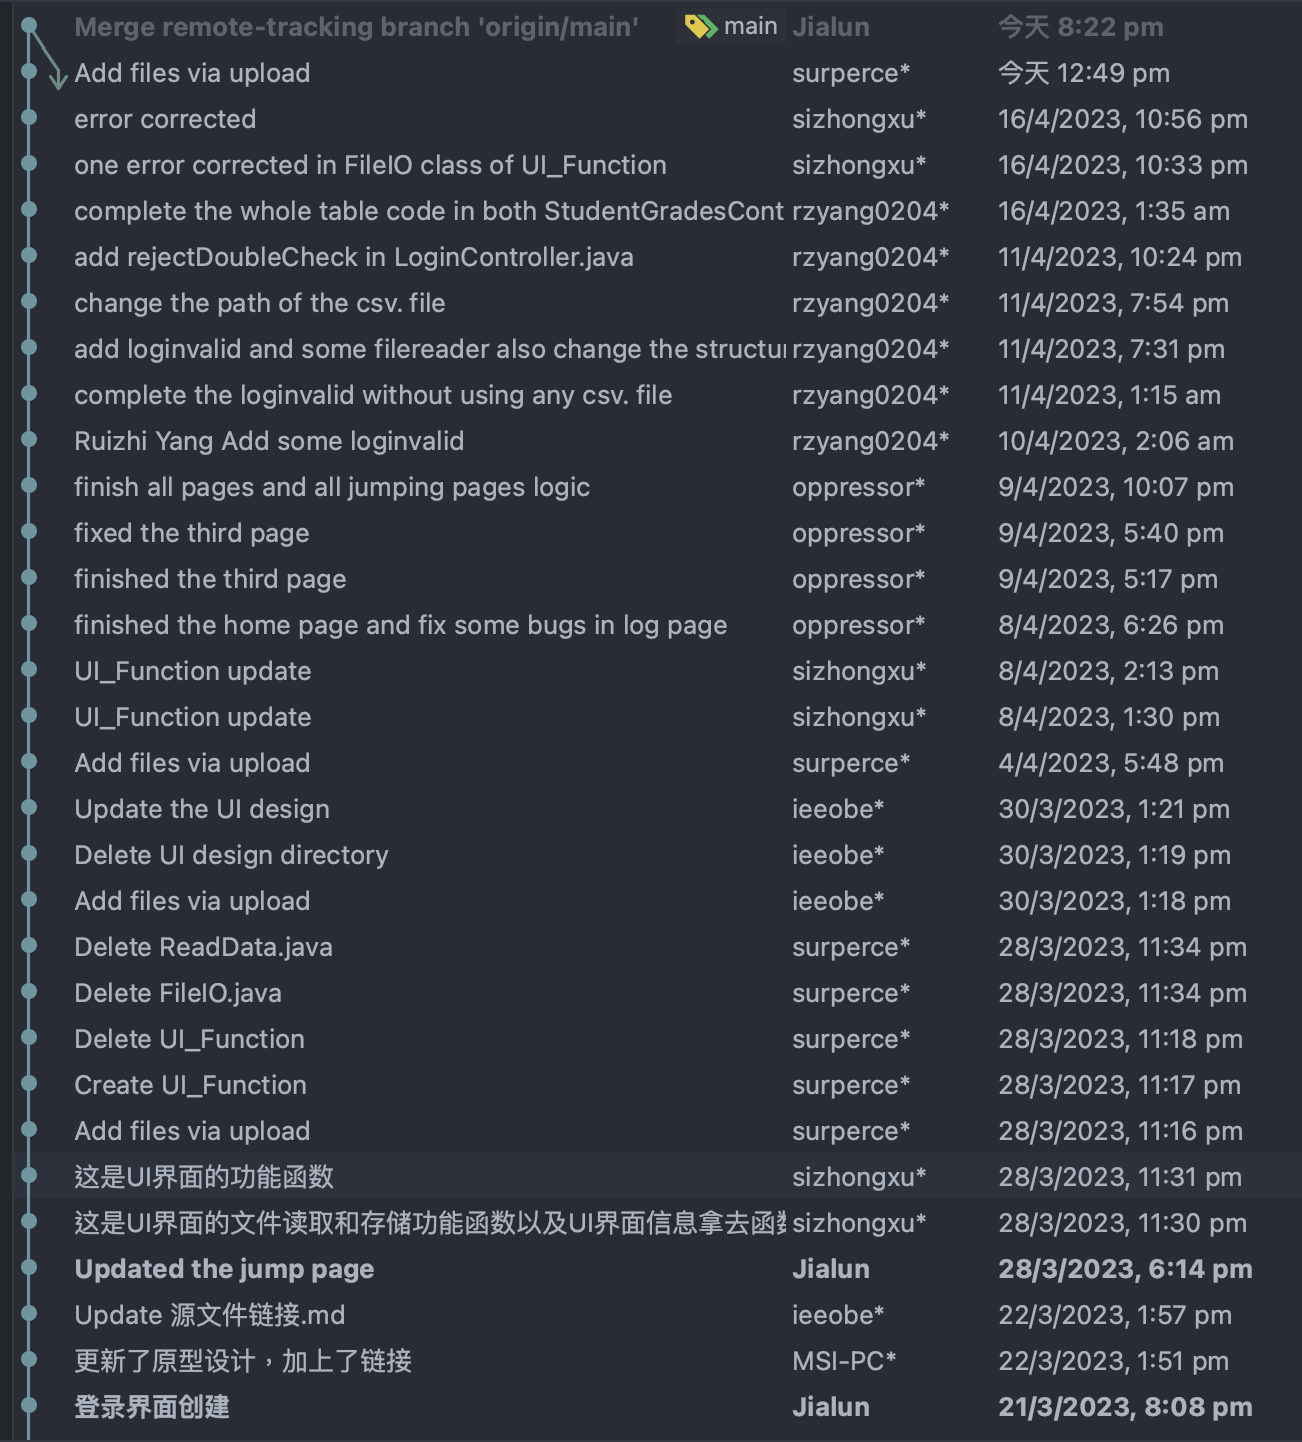 Merge remote-tracking branch 'origin/main' main Jialun 今天 8:22 pm
Add files via upload surperce* 今天 12:49 pm
error corrected sizhongxu* 16/4/2023, 10:56 pm
one error corrected in FileIO class of UI_Function sizhongxu* 16/4/2023, 10:33 pm
complete the whole table code in both StudentGradesCont rzyang0204* 16/4/2023, 1:35 am
add rejectDoubleCheck in LoginController.java rzyang0204* 11/4/2023, 10:24 pm
change the path of the csv. file rzyang0204* 11/4/2023, 7:54 pm
add loginvalid and some filereader also change the structur rzyang0204* 11/4/2023, 7:31 pm
complete the loginvalid without using any csv. file rzyang0204* 11/4/2023, 1:15 am
Ruizhi Yang Add some loginvalid rzyang0204* 10/4/2023, 2:06 am
finish all pages and all jumping pages logic oppressor* 9/4/2023, 10:07 pm
fixed the third page oppressor* 9/4/2023, 5:40 pm
finished the third page oppressor* 9/4/2023, 5:17 pm
finished the home page and fix some bugs in log page oppressor* 8/4/2023, 6:26 pm
UI_Function update sizhongxu* 8/4/2023, 2:13 pm
UI_Function update sizhongxu* 8/4/2023, 1:30 pm
Add files via upload surperce* 4/4/2023, 5:48 pm
Update the UI design ieeobe* 30/3/2023, 1:21 pm
Delete UI design directory ieeobe* 30/3/2023, 1:19 pm
Add files via upload ieeobe* 30/3/2023, 1:18 pm
Delete ReadData.java surperce* 28/3/2023, 11:34 pm
Delete FileIO.java surperce* 28/3/2023, 11:34 pm
Delete UI_Function surperce* 28/3/2023, 11:18 pm
Create UI_Function surperce* 28/3/2023, 11:17 pm
Add files via upload surperce* 28/3/2023, 11:16 pm
这是UI界面的功能函数 sizhongxu* 28/3/2023, 11:31 pm
这是UI界面的文件读取和存储功能函数以及UI界面信息拿去函数 sizhongxu* 28/3/2023, 11:30 pm
Updated the jump page Jialun 28/3/2023, 6:14 pm
Update 源文件链接.md ieeobe* 22/3/2023, 1:57 pm
更新了原型设计，加上了链接 MSI-PC* 22/3/2023, 1:51 pm
登录界面创建 Jialun 21/3/2023, 8:08 pm